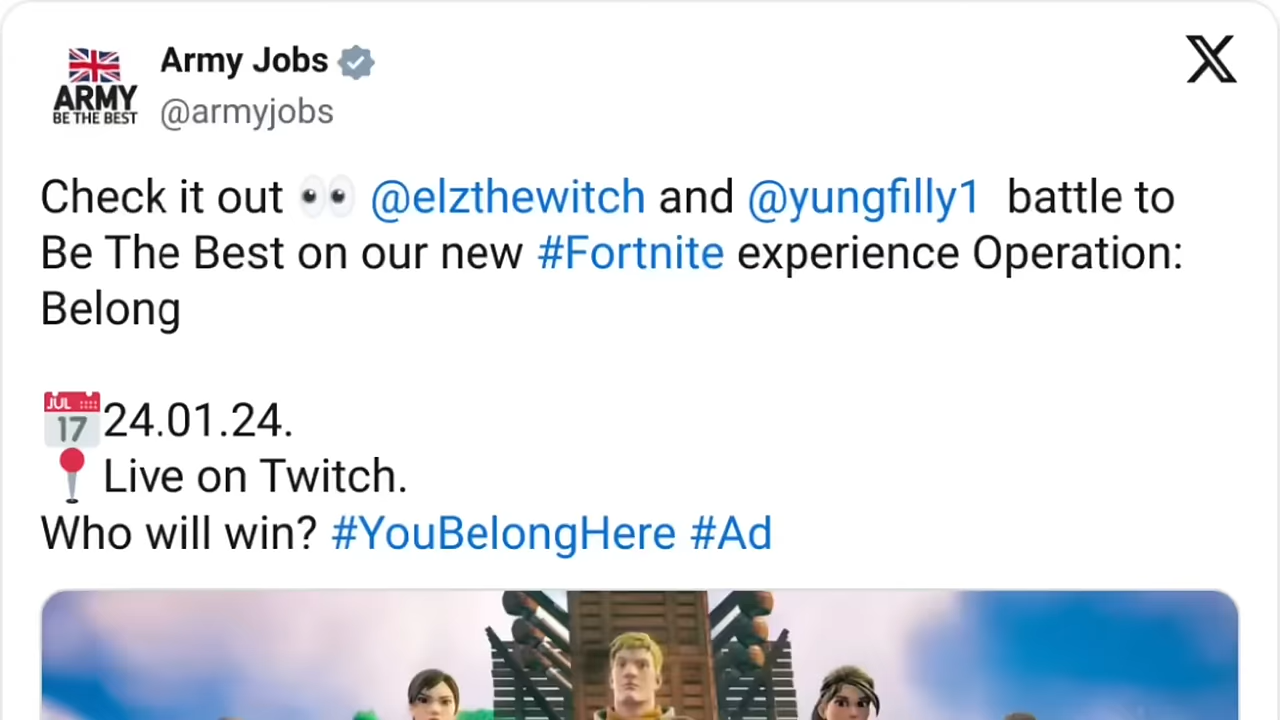 Army Jobs
ARMY
BE THE BEST
@armyjobs
Check it out 👀 @elzthewitch and @yungfilly1 battle to
Be The Best on our new #Fortnite experience Operation:
Belong
JUL
17
24.01.24.
Live on Twitch.
Who will win? #YouBelongHere #Ad